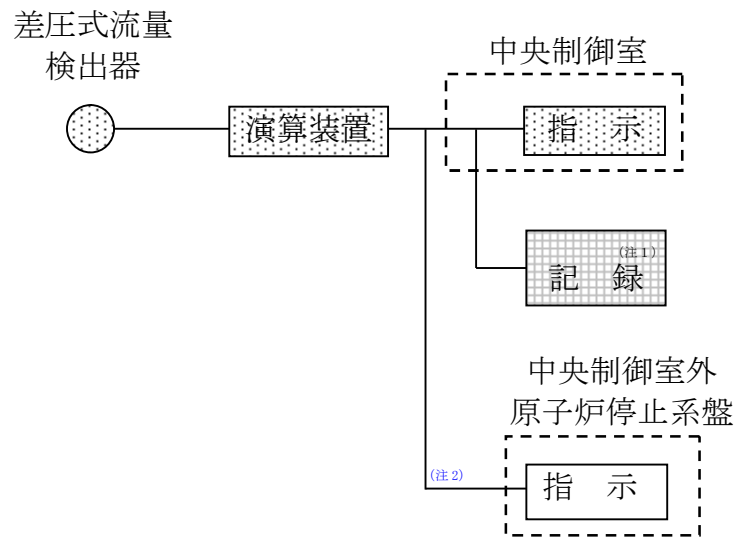 差圧式流量
検出器
中央制御室
演算装置
指 示
(注1)
記 録
中央制御室外
原子炉停止系盤
(注2)
指 示